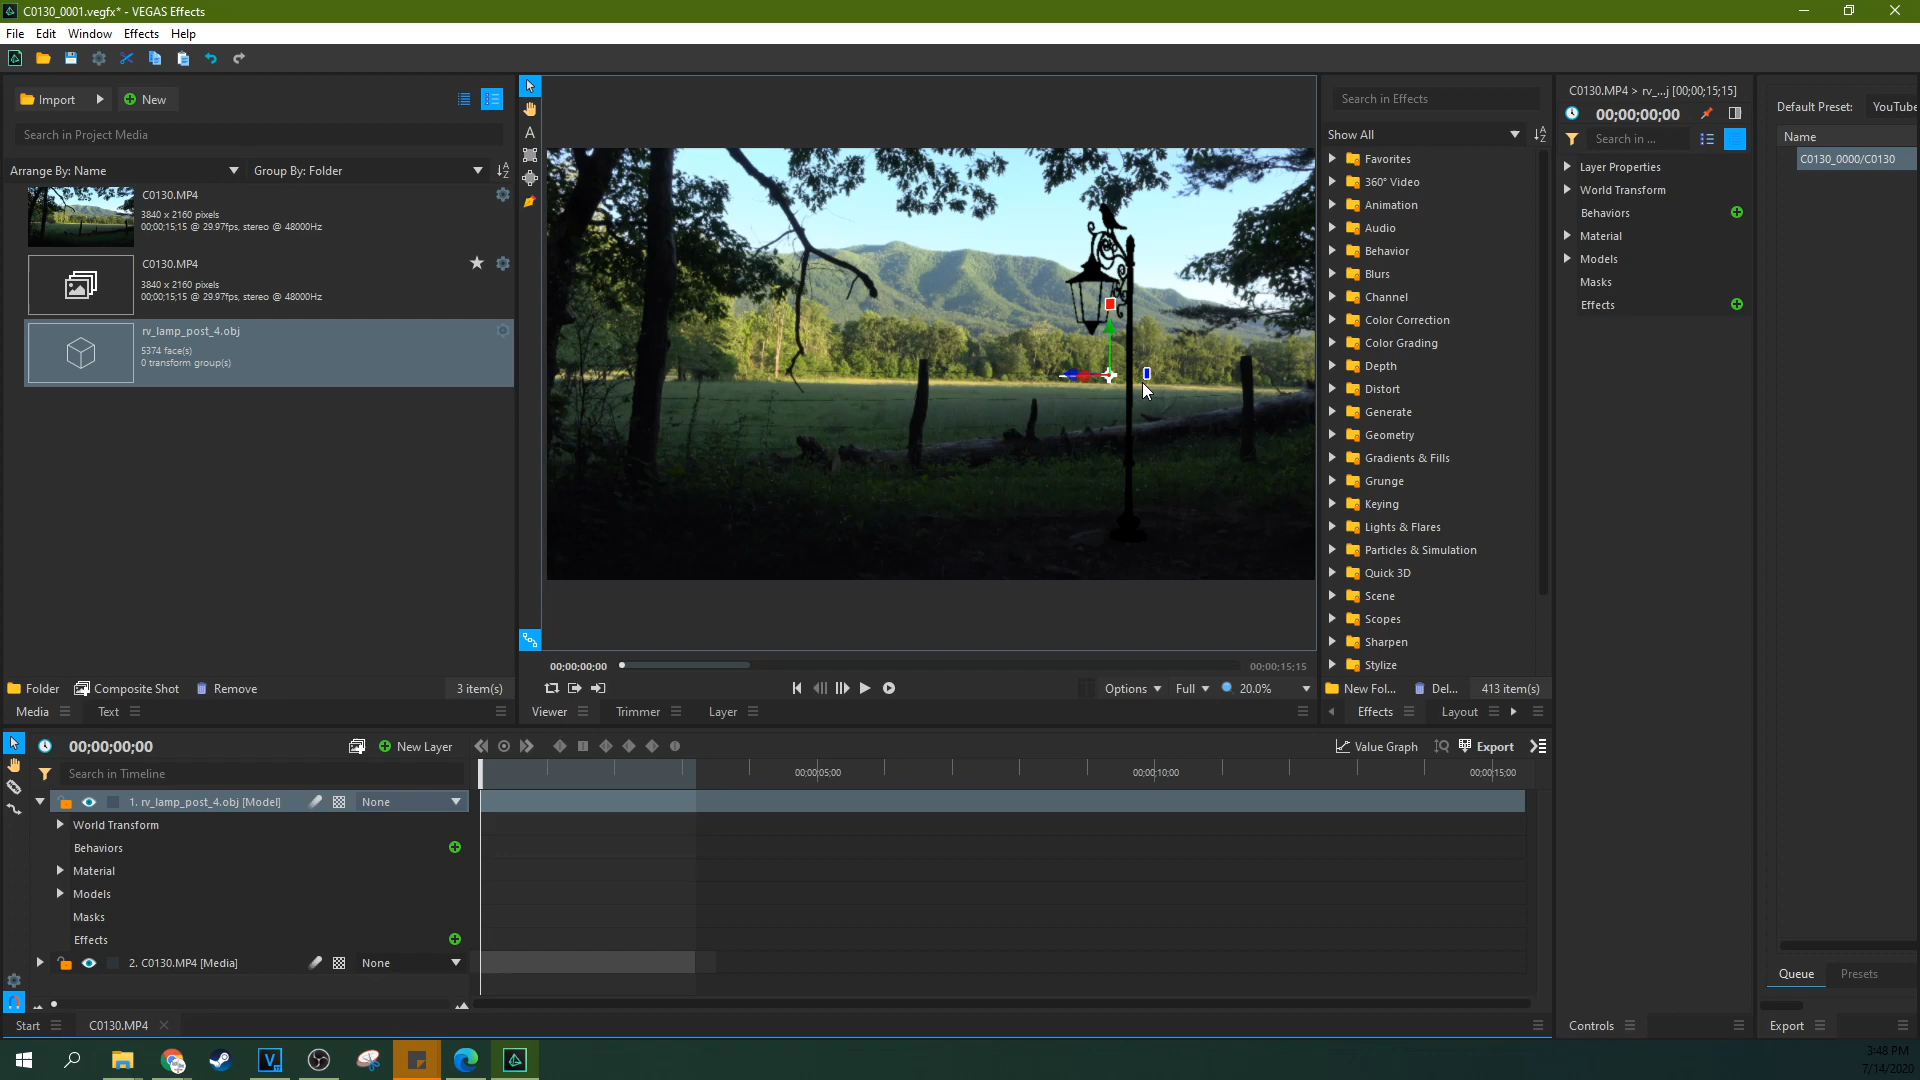 C0130_0001.vegfx* - VEGAS Effects
File Edit Window Effects Help
Import New
Search in Project Media
Arrange By: Name Group By: Folder
C0130.MP4
3840 x 2160 pixels
00;00;15;15 @ 29.97fps, stereo @ 48000Hz
C0130.MP4
3840 x 2160 pixels
00;00;15;15 @ 29.97fps, stereo @ 48000Hz
rv_lamp_post_4.obj
5374 face(s)
0 transform group(s)
Folder Composite Shot Remove 3 item(s)
Media Text
00;00;00;00 00;00;15;15
Options Full 20.0%
Viewer Trimmer Layer
Search in Effects
Show All
Favorites
360° Video
Animation
Audio
Behavior
Blurs
Channel
Color Correction
Color Grading
Depth
Distort
Generate
Geometry
Gradients & Fills
Grunge
Keying
Lights & Flares
Particles & Simulation
Quick 3D
Scene
Scopes
Sharpen
Stylize
New Fol... Del... 413 item(s)
Effects Layout
C0130.MP4 > rv_...j [00;00;15;15]
00;00;00;00
Search in ...
Layer Properties
World Transform
Behaviors
Material
Models
Masks
Effects
Controls
Default Preset: YouTube
Name
C0130_0000/C0130
Queue Presets
Export
00;00;00;00 New Layer Value Graph Export
Search in Timeline
00;00;05;00 00;00;10;00 00;00;15;00
1. rv_lamp_post_4.obj [Model] None
World Transform
Behaviors
Material
Models
Masks
Effects
2. C0130.MP4 [Media] None
Start C0130.MP4
3:48 PM
7/14/2020